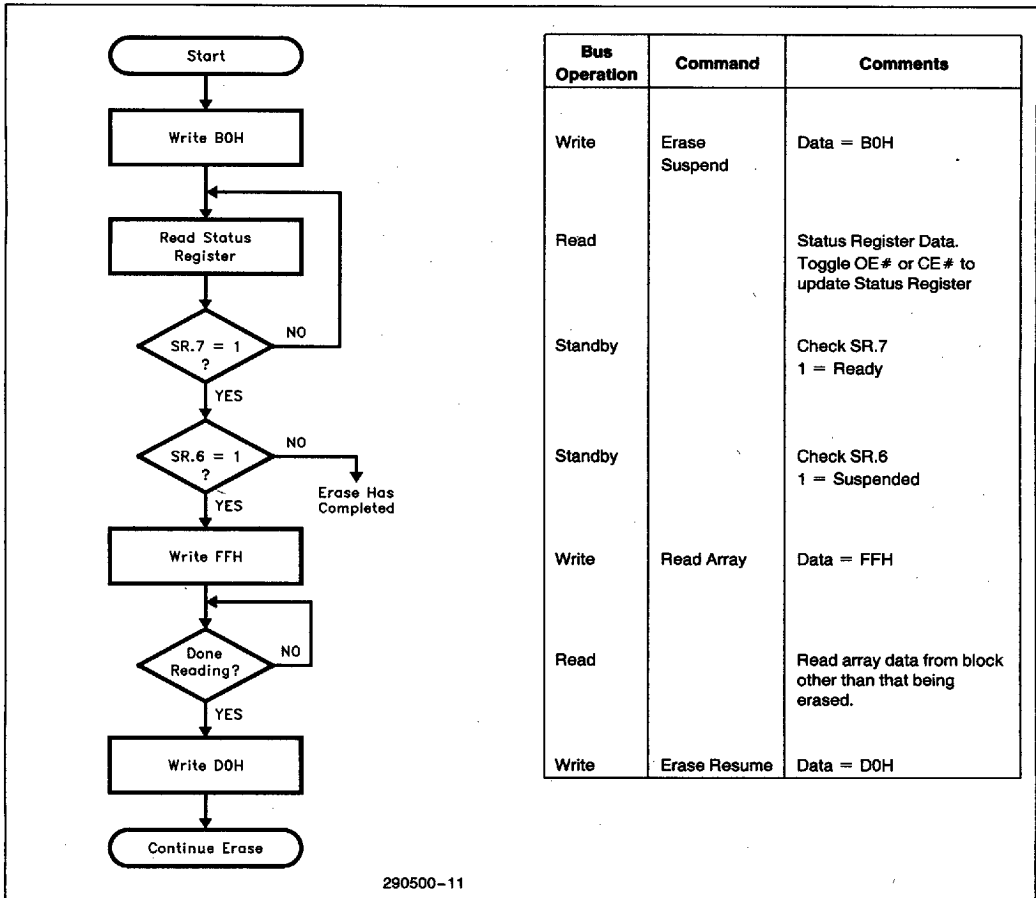 Start
Write B0H
Read Status
Register
SR.7 = 1
?
NO
YES
SR.6 = 1
?
NO
Erase Has
Completed
YES
Write FFH
Done
Reading?
NO
YES
Write D0H
Continue Erase
Bus
Operation
Command
Comments
Write
Erase
Suspend
Data = B0H
Read
Status Register Data.
Toggle OE# or CE# to
update Status Register
Standby
Check SR.7
1 = Ready
Standby
Check SR.6
1 = Suspended
Write
Read Array
Data = FFH
Read
Read array data from block
other than that being
erased.
Write
Erase Resume
Data = D0H
290500-11